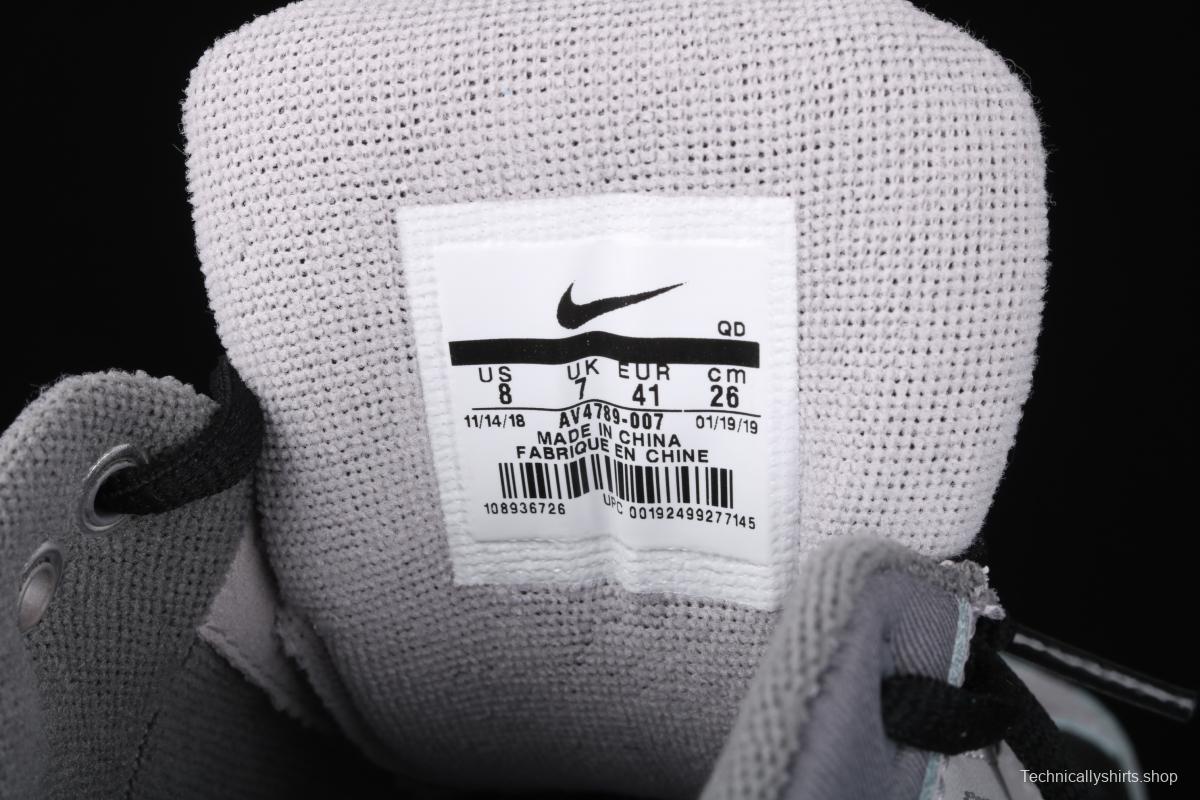 QD
US UK EUR cm
8 7 41 26
11/14/18 AV4789-007 01/19/19
MADE IN CHINA
FABRIQUE EN CHINE
108936726 UPC 00192499277145
Technicallyshirts.shop